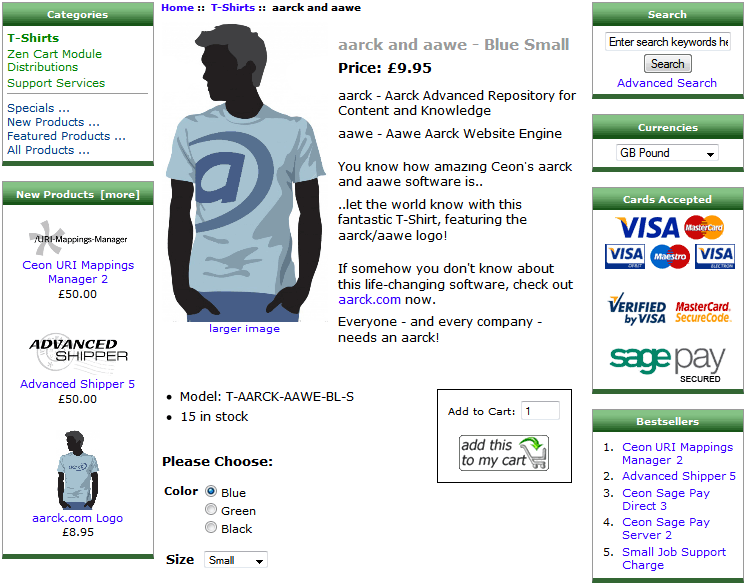 Categories
T-Shirts
Zen Cart Module
Distributions
Support Services
Specials ...
New Products ...
Featured Products ...
All Products ...
New Products [more]
/URI-Mappings-Manager
Ceon URI Mappings
Manager 2
£50.00
ADVANCED
SHIPPER
Advanced Shipper 5
£50.00
aarck.com Logo
£8.95
Home :: T-Shirts :: aarck and aawe
a
larger image
aarck and aawe - Blue Small
Price: £9.95
aarck - Aarck Advanced Repository for
Content and Knowledge
aawe - Aawe Aarck Website Engine
You know how amazing Ceon's aarck
and aawe software is..
..let the world know with this
fantastic T-Shirt, featuring the
aarck/aawe logo!
If somehow you don't know about
this life-changing software, check out
aarck.com now.
Everyone - and every company -
needs an aarck!
• Model: T-AARCK-AAWE-BL-S
• 15 in stock
Add to Cart: 1
add this
to my cart
Please Choose:
Color Blue
Green
Black
Size Small
Search
Enter search keywords he
Search
Advanced Search
Currencies
GB Pound
Cards Accepted
VISA MasterCard
VISA Maestro VISA
ORBIT ELECTRON
VERIFIED by VISA
MasterCard. SecureCode.
sage pay
SECURED
Bestsellers
1. Ceon URI Mappings
Manager 2
2. Advanced Shipper 5
3. Ceon Sage Pay
Direct 3
4. Ceon Sage Pay
Server 2
5. Small Job Support
Charge